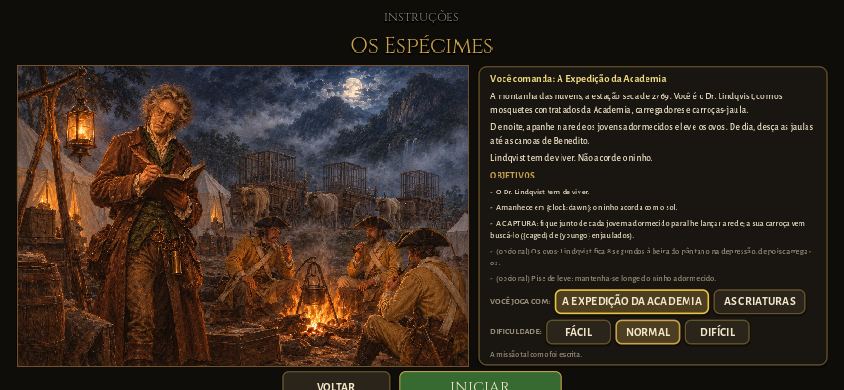 INSTRUÇÕES
OS ESPÉCIMES
Você comanda: A Expedição da Academia
A montanha das nuvens, a estação seca de 1769. Você é o Dr. Lindqvist, com os
mosquetes contratados da Academia, carregadores e carroças-jaula.
De noite, apanhe na rede os jovens adormecidos e leve os ovos. De dia, desça as jaulas
até as canoas de Benedito.
Lindqvist tem de viver. Não acorde o ninho.
OBJETIVOS
- O Dr. Lindqvist tem de viver.
- Amanhece em {clock:dawn}: o ninho acorda com o sol.
- A CAPTURA: fique junto de cada jovem adormecido para lhe lançar a rede; a sua carroça vem
buscá-lo ({caged} de {young} enjaulados).
- (opcional) Os ovos: Lindqvist fica 8 segundos à beira do pântano na depressão, depois carrega-
os.
- (opcional) Pise de leve: mantenha-se longe do ninho adormecido.
VOCÊ JOGA COM: A EXPEDIÇÃO DA ACADEMIA AS CRIATURAS
DIFICULDADE: FÁCIL NORMAL DIFÍCIL
A missão tal como foi escrita.
VOLTAR INICIAR